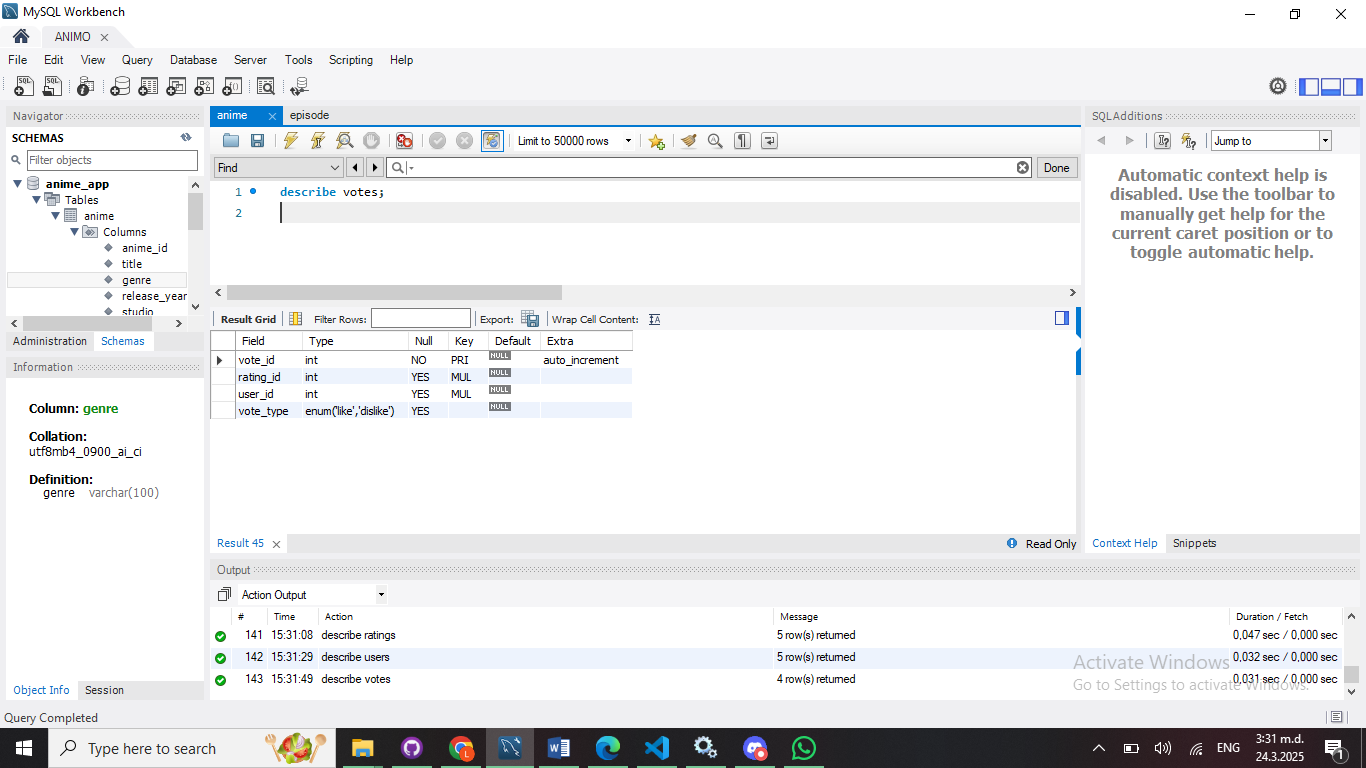 MySQL Workbench
ANIMO
File Edit View Query Database Server Tools Scripting Help
Navigator
SCHEMAS
Filter objects
anime_app
Tables
anime
Columns
anime_id
title
genre
release_year
studio
Administration Schemas
Information
Column: genre
Collation:
utf8mb4_0900_ai_ci
Definition:
genre varchar(100)
Object Info Session
anime episode
Limit to 50000 rows
Find Done
1 describe votes;
2
Result Grid Filter Rows: Export: Wrap Cell Content:
Field Type Null Key Default Extra
vote_id int NO PRI NULL auto_increment
rating_id int YES MUL NULL
user_id int YES MUL NULL
vote_type enum('like','dislike') YES NULL
Result 45 Read Only
SQLAdditions
Jump to
Automatic context help is
disabled. Use the toolbar to
manually get help for the
current caret position or to
toggle automatic help.
Context Help Snippets
Output
Action Output
# Time Action Message Duration / Fetch
141 15:31:08 describe ratings 5 row(s) returned 0,047 sec / 0,000 sec
142 15:31:29 describe users 5 row(s) returned 0,032 sec / 0,000 sec
143 15:31:49 describe votes 4 row(s) returned 0,031 sec / 0,000 sec
Activate Windows
Go to Settings to activate Windows.
Query Completed
Type here to search
ENG
3:31 m.d.
24.3.2025
1